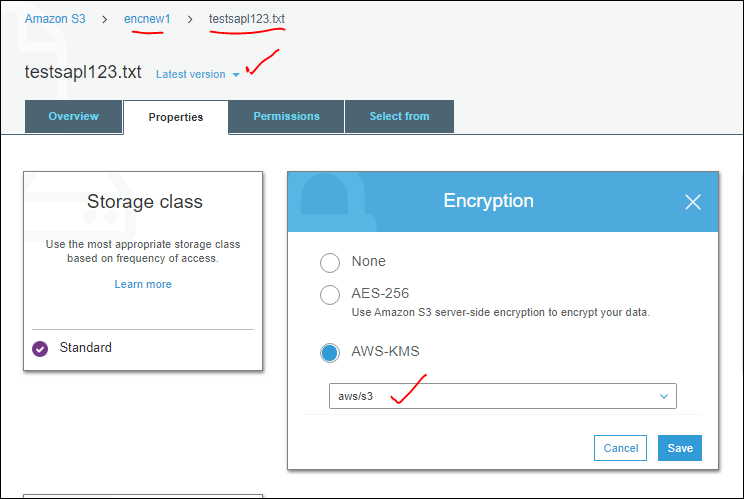 Amazon S3 > encnew1 > testsapl123.txt
testsapl123.txt Latest version
Overview Properties Permissions Select from
Storage class
Use the most appropriate storage class
based on frequency of access.
Learn more
Standard
Encryption
None
AES-256
Use Amazon S3 server-side encryption to encrypt your data.
AWS-KMS
aws/s3
Cancel Save